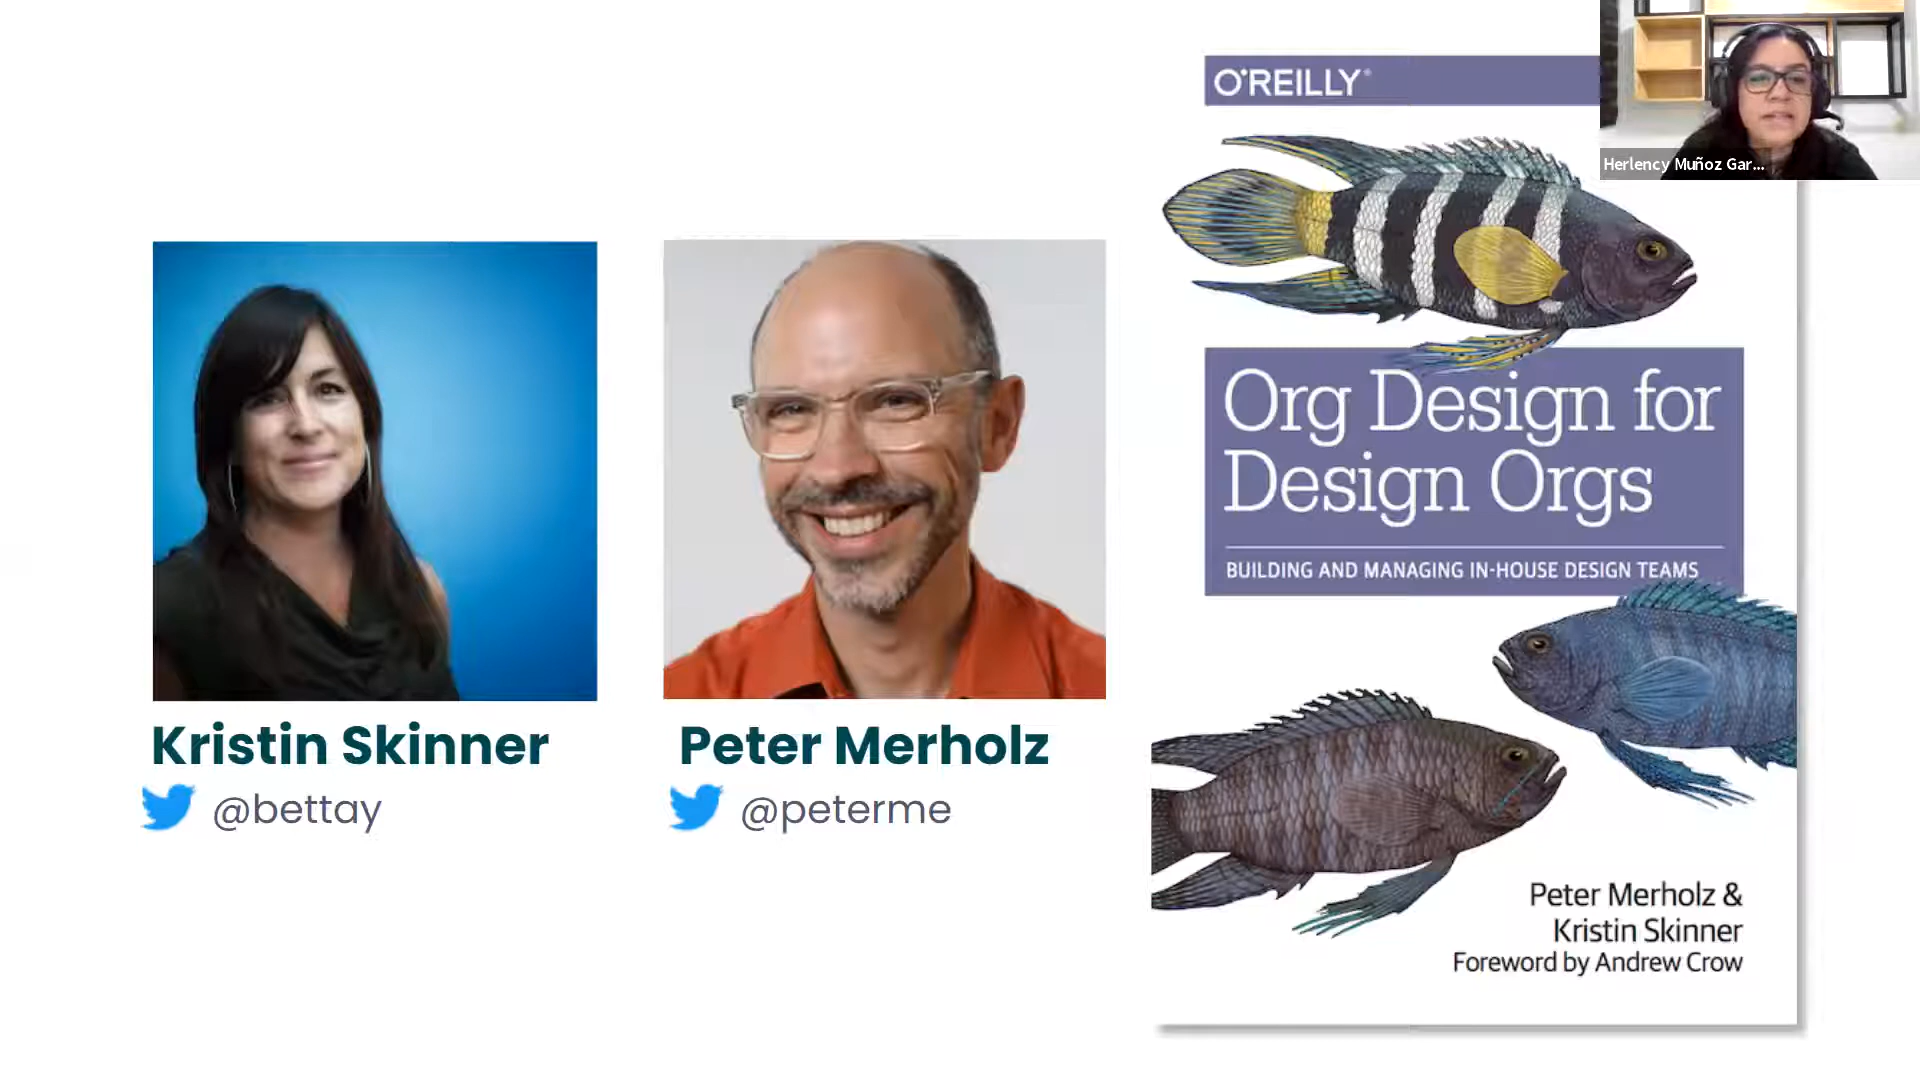 O'REILLY®
Herlency Muñoz Gar...
Org Design for
Design Orgs
BUILDING AND MANAGING IN-HOUSE DESIGN TEAMS
Kristin Skinner
@bettay
Peter Merholz
@peterme
Peter Merholz &
Kristin Skinner
Foreword by Andrew Crow